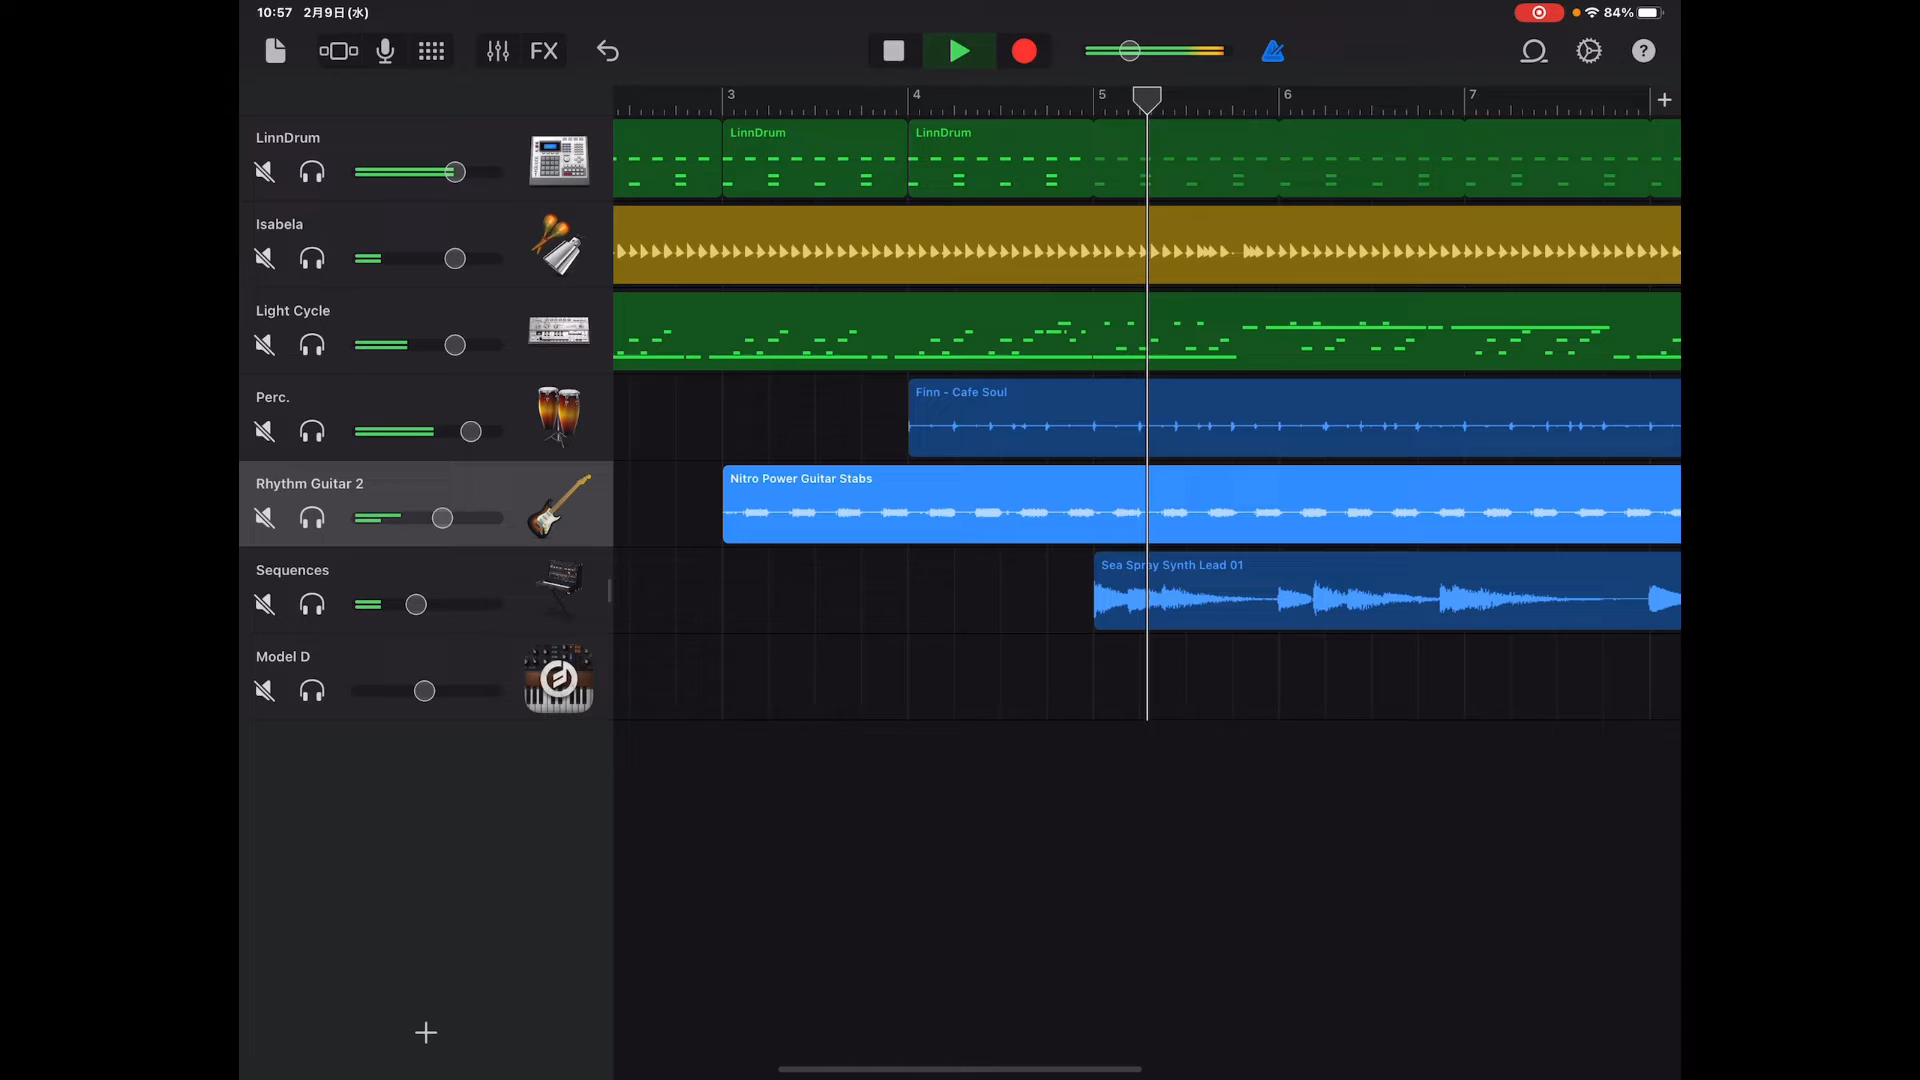 10:57 2月9日(水)
84%
FX
?
3 4 5 6 7
LinnDrum
LinnDrum LinnDrum
Isabela
Light Cycle
Perc.
Finn - Cafe Soul
Rhythm Guitar 2
Nitro Power Guitar Stabs
Sequences
Sea Spray Synth Lead 01
Model D